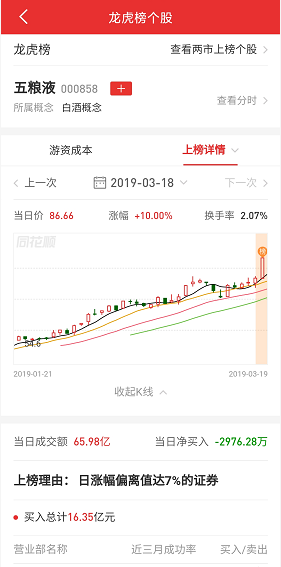 龙虎榜个股
龙虎榜 查看两市上榜个股
五粮液 000858
所属概念 白酒概念 查看分时
游资成本 上榜详情
上一次 2019-03-18 下一次
当日价 86.66 涨幅 +10.00% 换手率 2.07%
同花顺
榜
54.6
2019-01-21 2019-03-19
收起K线
当日成交额 65.98亿 当日净买入 -2976.28万
上榜理由：日涨幅偏离值达7%的证券
买入总计16.35亿元
营业部名称 近三月成功率 买入/卖出